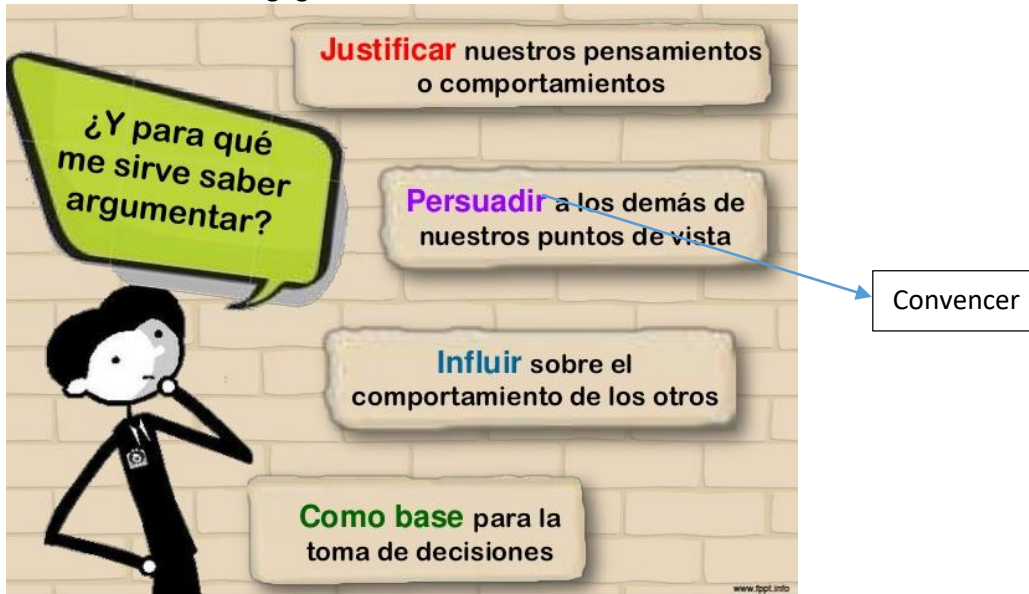 ¿Y para qué
me sirve saber
argumentar?
Justificar nuestros pensamientos
o comportamientos
Persuadir a los demás de
nuestros puntos de vista
Convencer
Influir sobre el
comportamiento de los otros
Como base para la
toma de decisiones
www.fppt.info